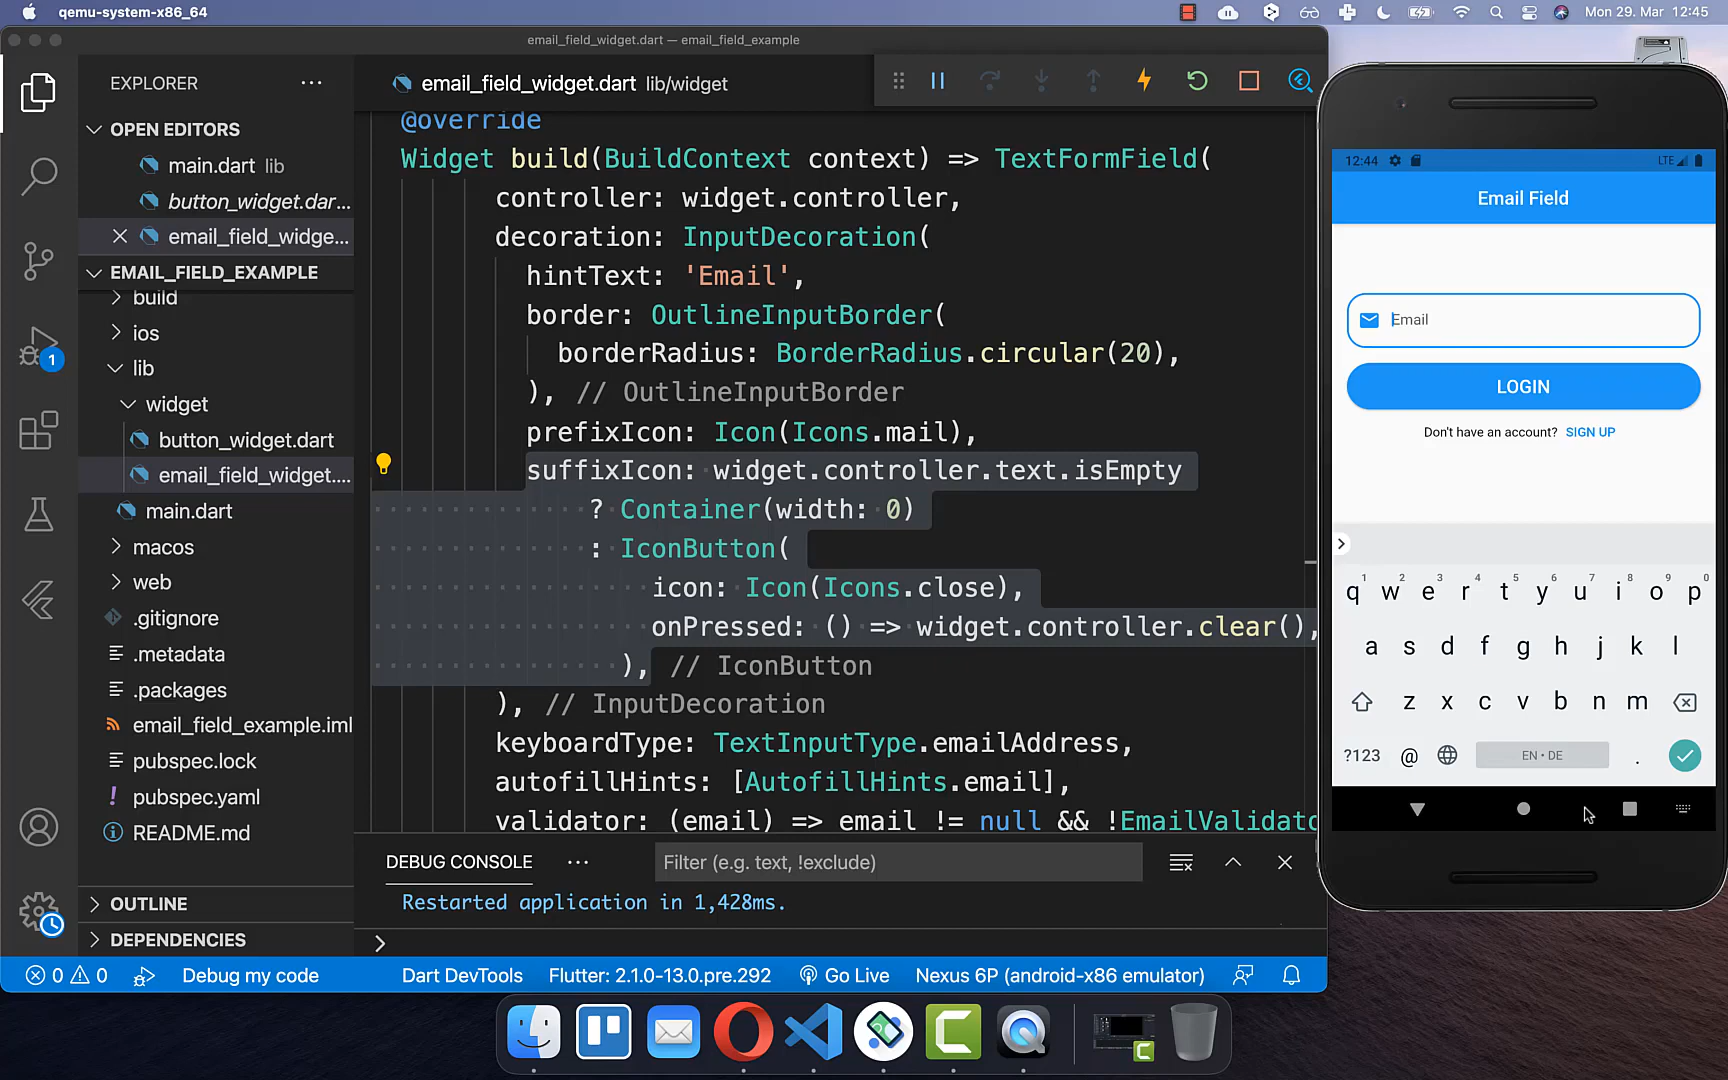 qemu-system-x86_64
Mon 29. Mar 12:45
email_field_widget.dart — email_field_example
EXPLORER
OPEN EDITORS
main.dart lib
button_widget.dar...
email_field_widge...
EMAIL_FIELD_EXAMPLE
build
ios
lib
widget
button_widget.dart
email_field_widget....
main.dart
macos
web
.gitignore
.metadata
.packages
email_field_example.iml
pubspec.lock
pubspec.yaml
README.md
OUTLINE
DEPENDENCIES
1
email_field_widget.dart lib/widget
@override
Widget build(BuildContext context) => TextFormField(
controller: widget.controller,
decoration: InputDecoration(
hintText: 'Email',
border: OutlineInputBorder(
borderRadius: BorderRadius.circular(20),
), // OutlineInputBorder
prefixIcon: Icon(Icons.mail),
suffixIcon: widget.controller.text.isEmpty
? Container(width: 0)
: IconButton(
icon: Icon(Icons.close),
onPressed: () => widget.controller.clear(),
), // IconButton
), // InputDecoration
keyboardType: TextInputType.emailAddress,
autofillHints: [AutofillHints.email],
validator: (email) => email != null && !EmailValidato
DEBUG CONSOLE
Filter (e.g. text, !exclude)
Restarted application in 1,428ms.
0 0 Debug my code
Dart DevTools
Flutter: 2.1.0-13.0.pre.292
Go Live
Nexus 6P (android-x86 emulator)
12:44
LTE
Email Field
Email
LOGIN
Don't have an account? SIGN UP
1 2 3 4 5 6 7 8 9 0
q w e r t y u i o p
a s d f g h j k l
z x c v b n m
?123 @ EN • DE .